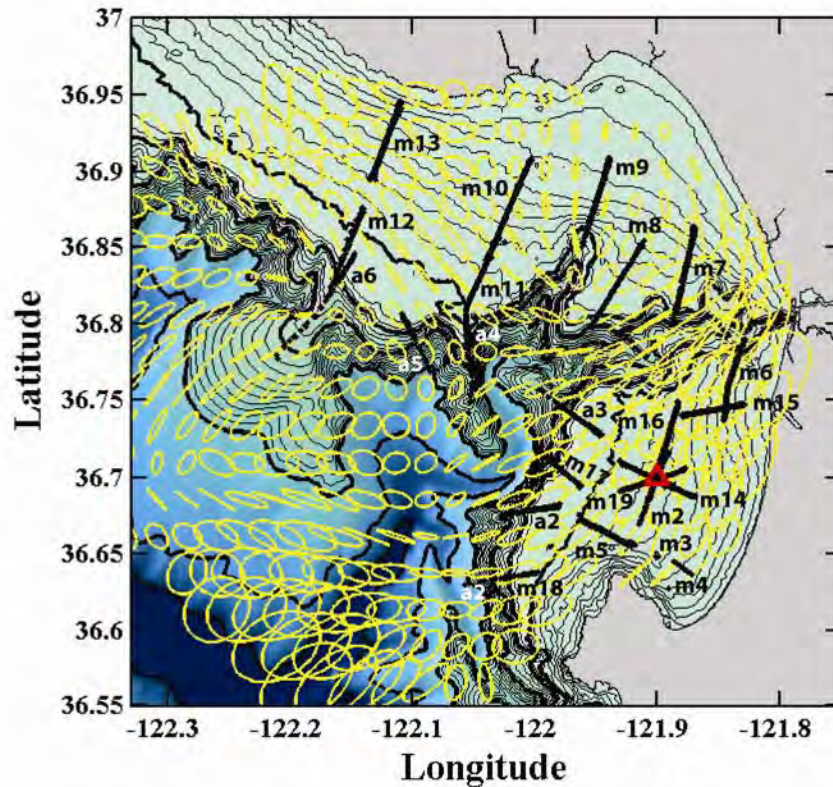 37
36.95
36.9
36.85
36.8
36.75
36.7
36.65
36.6
36.55
Latitude
m13
m9
m10
m12
m8
m7
a6
m11
a4
a5
m6
a3
m16
m15
m17
m19
m14
a2
m2
m5
m3
m4
a2
m18
-122.3
-122.2
-122.1
-122
-121.9
-121.8
Longitude